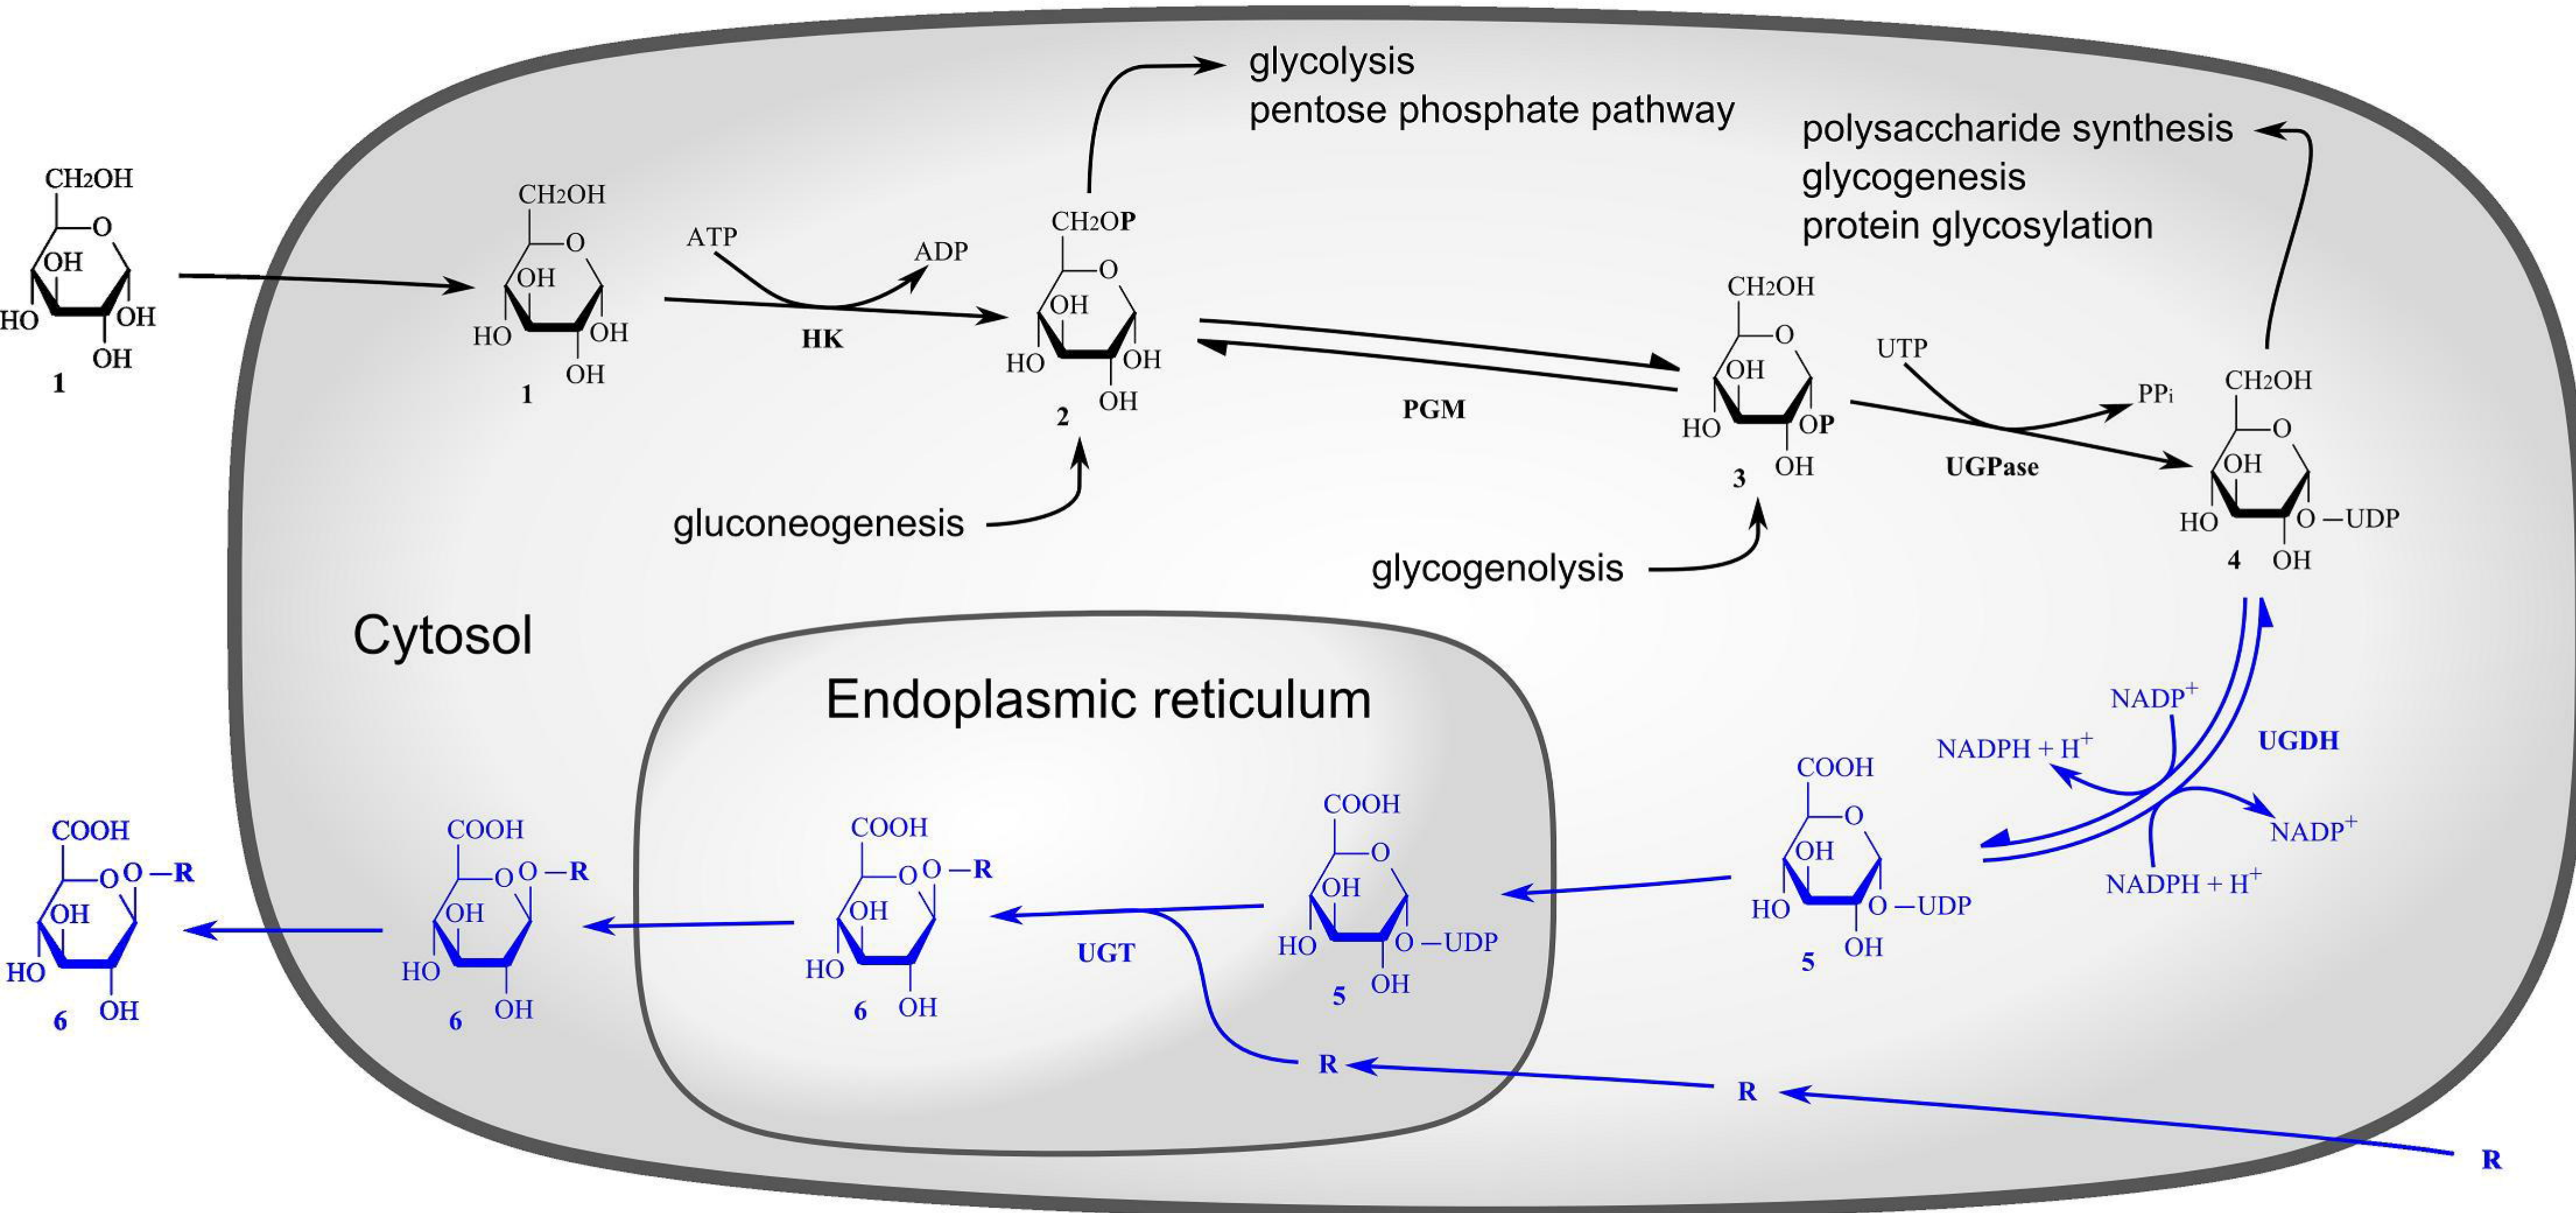 glycolysis
pentose phosphate pathway
polysaccharide synthesis
glycogenesis
protein glycosylation
CH2OH
O
OH
HO
OH
OH
1
CH2OH
O
OH
HO
OH
OH
1
ATP
ADP
HK
CH2OP
O
OH
HO
OH
OH
2
PGM
CH2OH
O
OH
HO
OP
OH
3
UTP
PPi
UGPase
CH2OH
O
OH
HO
O–UDP
OH
4
gluconeogenesis
glycogenolysis
Cytosol
Endoplasmic reticulum
NADP+
NADPH + H+
UGDH
NADP+
NADPH + H+
COOH
O
OH
HO
O–UDP
OH
5
COOH
O
OH
HO
O–UDP
OH
5
UGT
COOH
O O–R
OH
HO
OH
6
COOH
O O–R
OH
HO
OH
6
COOH
O O–R
OH
HO
OH
6
R
R
R